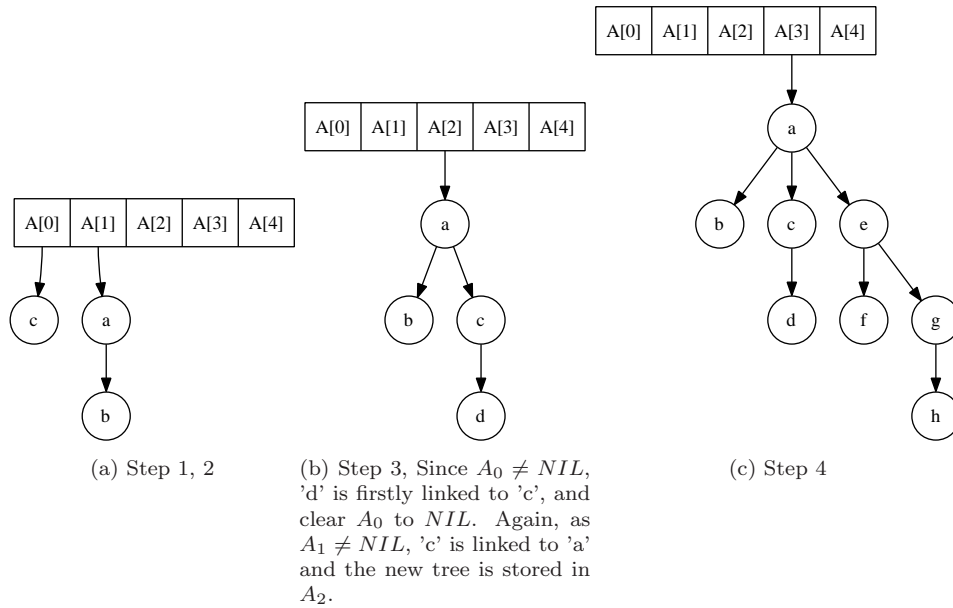 A[0] A[1] A[2] A[3] A[4]
a
b c e
d f g
h
(c) Step 4
A[0] A[1] A[2] A[3] A[4]
a
b c
d
(b) Step 3, Since A₀ ≠ NIL,
'd' is firstly linked to 'c', and
clear A₀ to NIL. Again, as
A₁ ≠ NIL, 'c' is linked to 'a'
and the new tree is stored in
A₂.
A[0] A[1] A[2] A[3] A[4]
c a
b
(a) Step 1, 2